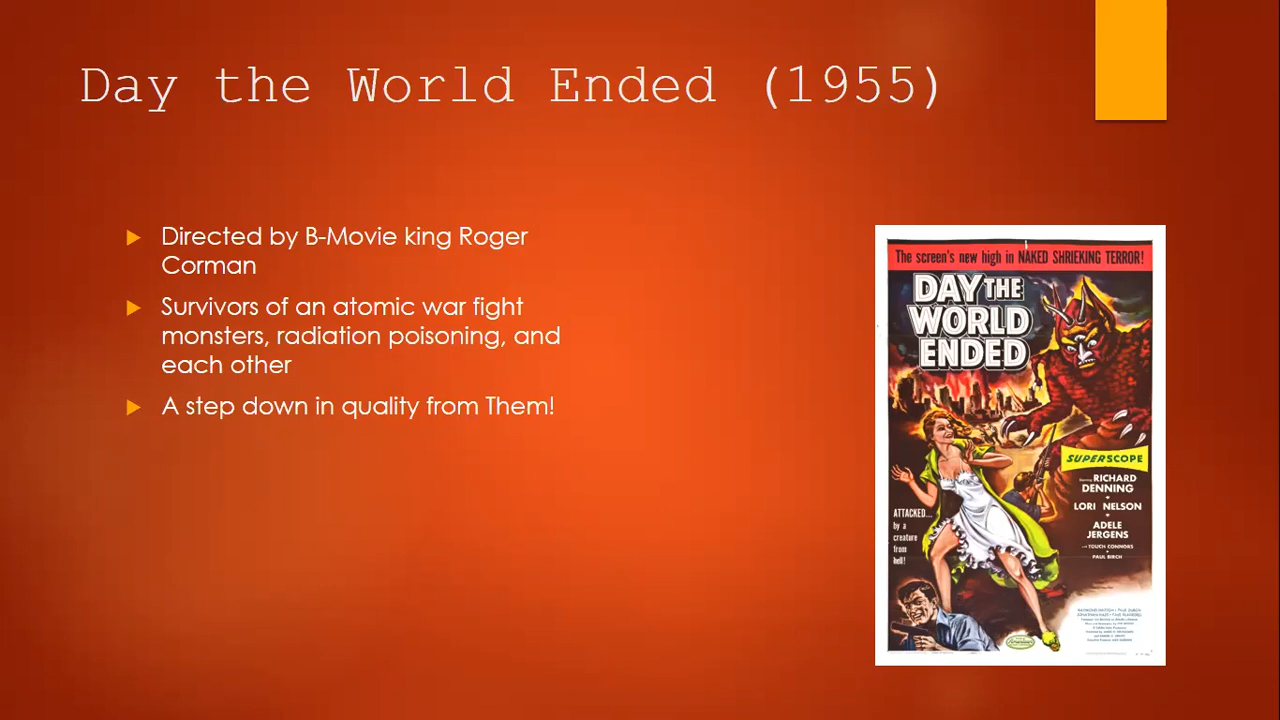 Day the World Ended (1955)
Directed by B-Movie king Roger
Corman
Survivors of an atomic war fight
monsters, radiation poisoning, and
each other
A step down in quality from Them!
The screen's new high in NAKED SHRIEKING TERROR!
DAY THE
WORLD
ENDED
SUPERSCOPE
RICHARD
DENNING
LORI NELSON
ADELE
JERGENS
TOUCH CONNORS
PAUL BIRCH
ATTACKED...
by a
creature
from
hell!